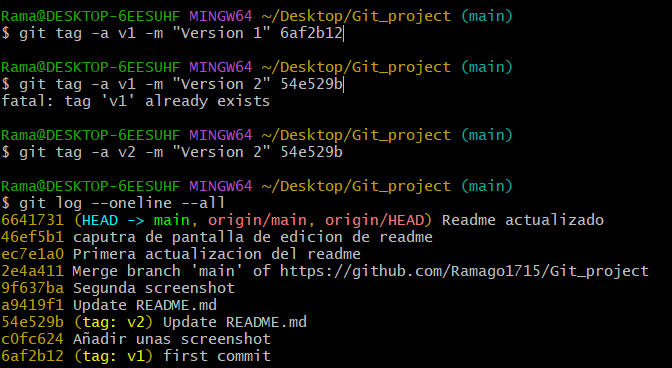 Rama@DESKTOP-6EESUHF MINGW64 ~/Desktop/Git_project (main)
$ git tag -a v1 -m "Version 1" 6af2b12
Rama@DESKTOP-6EESUHF MINGW64 ~/Desktop/Git_project (main)
$ git tag -a v1 -m "Version 2" 54e529b
fatal: tag 'v1' already exists
Rama@DESKTOP-6EESUHF MINGW64 ~/Desktop/Git_project (main)
$ git tag -a v2 -m "Version 2" 54e529b
Rama@DESKTOP-6EESUHF MINGW64 ~/Desktop/Git_project (main)
$ git log --oneline --all
6641731 (HEAD -> main, origin/main, origin/HEAD) Readme actualizado
46ef5b1 caputra de pantalla de edicion de readme
ec7e1a0 Primera actualizacion del readme
2e4a411 Merge branch 'main' of https://github.com/Ramago1715/Git_project
9f637ba Segunda screenshot
a9419f1 Update README.md
54e529b (tag: v2) Update README.md
c0fc624 Añadir unas screenshot
6af2b12 (tag: v1) first commit